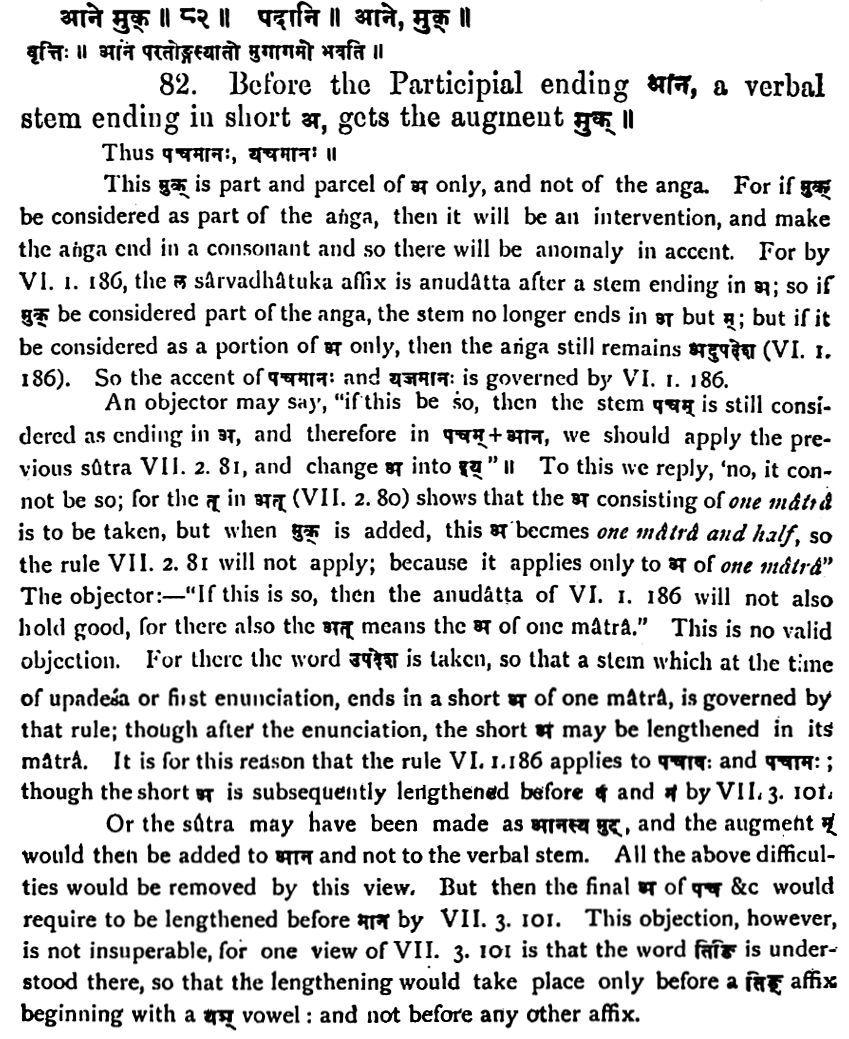 आने मुक् ॥ ८२ ॥ पदानि ॥ आने, मुक् ॥
वृत्तिः ॥ आने परतोङ्गस्यातो मुगागमो भवति ॥
82. Before the Participial ending आन, a verbal
stem ending in short अ, gets the augment मुक् ॥
Thus पचमानः, यचमानः ॥
This मुक् is part and parcel of अ only, and not of the anga. For if मुक्
be considered as part of the aṅga, then it will be an intervention, and make
the aṅga end in a consonant and so there will be anomaly in accent. For by
VI. 1. 186, the ल sârvadhâtuka affix is anudâtta after a stem ending in अ; so if
मुक् be considered part of the anga, the stem no longer ends in अ but म्; but if it
be considered as a portion of अ only, then the aṅga still remains अदुपदेश (VI. 1.
186). So the accent of पचमानः and यजमानः is governed by VI. 1. 186.
An objector may say, “if this be so, then the stem पचम् is still consi-
dered as ending in अ, and therefore in पचम्+आन, we should apply the pre-
vious sûtra VII. 2. 81, and change अ into इय् ”॥ To this we reply, ‘no, it con-
not be so; for the त् in अत् (VII. 2. 80) shows that the अ consisting of one mâtrâ
is to be taken, but when मुक् is added, this अ becmes one mâtrâ and half, so
the rule VII. 2. 81 will not apply; because it applies only to अ of one mâtrâ”
The objector:—“If this is so, then the anudâtta of VI. 1. 186 will not also
hold good, for there also the अत् means the अ of one mâtrâ.” This is no valid
objection. For there the word उपदेश is taken, so that a stem which at the time
of upadeśa or first enunciation, ends in a short अ of one mâtrâ, is governed by
that rule; though after the enunciation, the short अ may be lengthened in its
mâtrâ. It is for this reason that the rule VI. 1.186 applies to पचावः and पचामः ;
though the short अ is subsequently lengthened before व and म by VII. 3. 101.
Or the sûtra may have been made as आनस्य मुट्, and the augment म्
would then be added to आन and not to the verbal stem. All the above difficul-
ties would be removed by this view. But then the final अ of पच &c would
require to be lengthened before मान by VII. 3. 101. This objection, however,
is not insuperable, for one view of VII. 3. 101 is that the word तिङि is under-
stood there, so that the lengthening would take place only before a तिङ् affix
beginning with a यम् vowel : and not before any other affix.